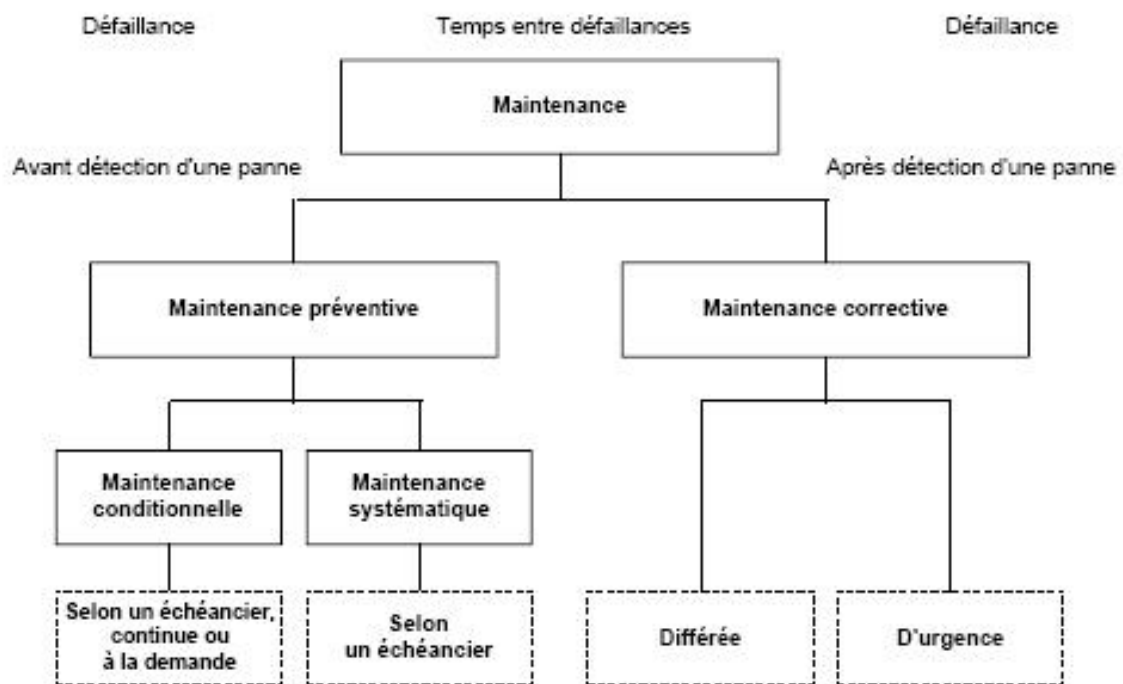 Défaillance
Temps entre défaillances
Défaillance
Maintenance
Avant détection d'une panne
Après détection d'une panne
Maintenance préventive
Maintenance corrective
Maintenance
conditionnelle
Maintenance
systématique
Selon un échéancier,
continue ou
à la demande
Selon
un échéancier
Différée
D'urgence